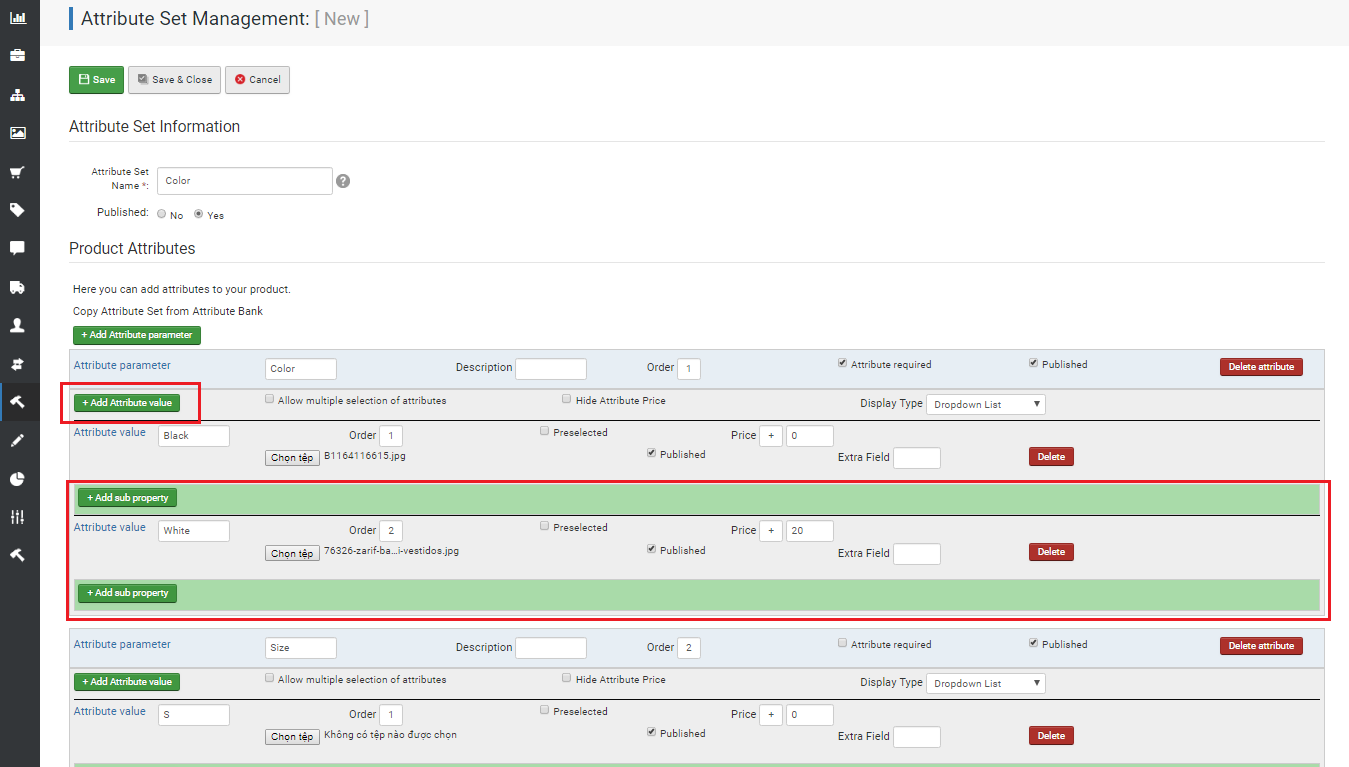 Attribute Set Management: [ New ]
Save Save & Close Cancel
Attribute Set Information
Attribute Set
Name *: Color ?
Published: No Yes
Product Attributes
Here you can add attributes to your product.
Copy Attribute Set from Attribute Bank
+ Add Attribute parameter
Attribute parameter Color Description Order 1 Attribute required Published Delete attribute
+ Add Attribute value Allow multiple selection of attributes Hide Attribute Price Display Type Dropdown List
Attribute value Black Order 1 Preselected Price + 0
Chọn tệp B1164116615.jpg Published Extra Field Delete
+ Add sub property
Attribute value White Order 2 Preselected Price + 20
Chọn tệp 76326-zarif-ba...i-vestidos.jpg Published Extra Field Delete
+ Add sub property
Attribute parameter Size Description Order 2 Attribute required Published Delete attribute
+ Add Attribute value Allow multiple selection of attributes Hide Attribute Price Display Type Dropdown List
Attribute value S Order 1 Preselected Price + 0
Chọn tệp Không có tệp nào được chọn Published Extra Field Delete